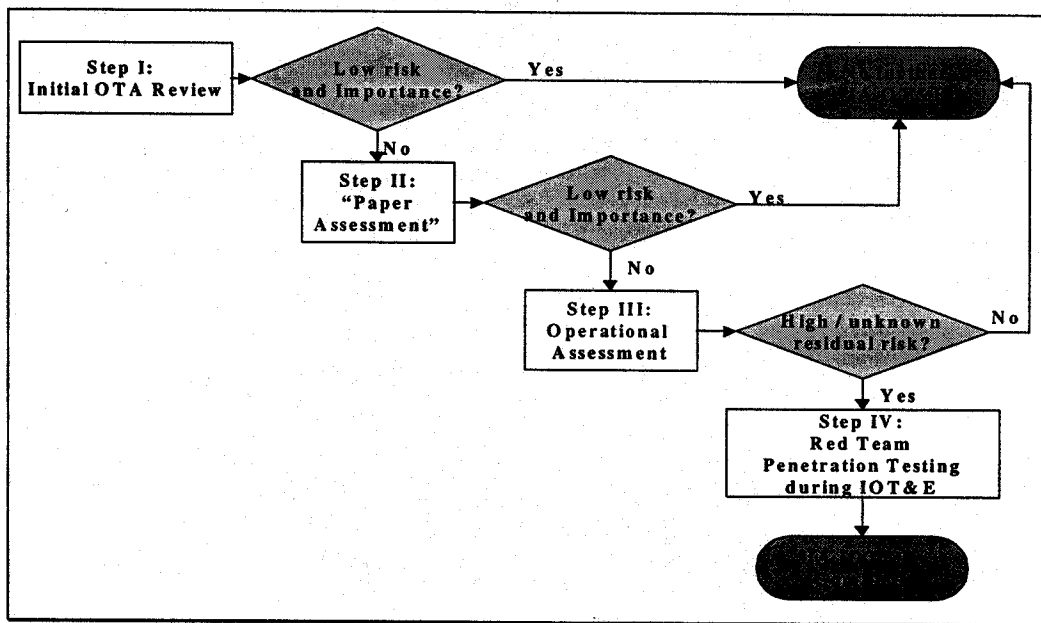 Step I:
Initial OTA Review
Low risk
and Importance?
Yes
No
Step II:
“Paper
Assessment”
Low risk
and Importance?
Yes
No
Step III:
Operational
Assessment
High / unknown
residual risk?
No
Yes
Step IV:
Red Team
Penetration Testing
during IOT&E